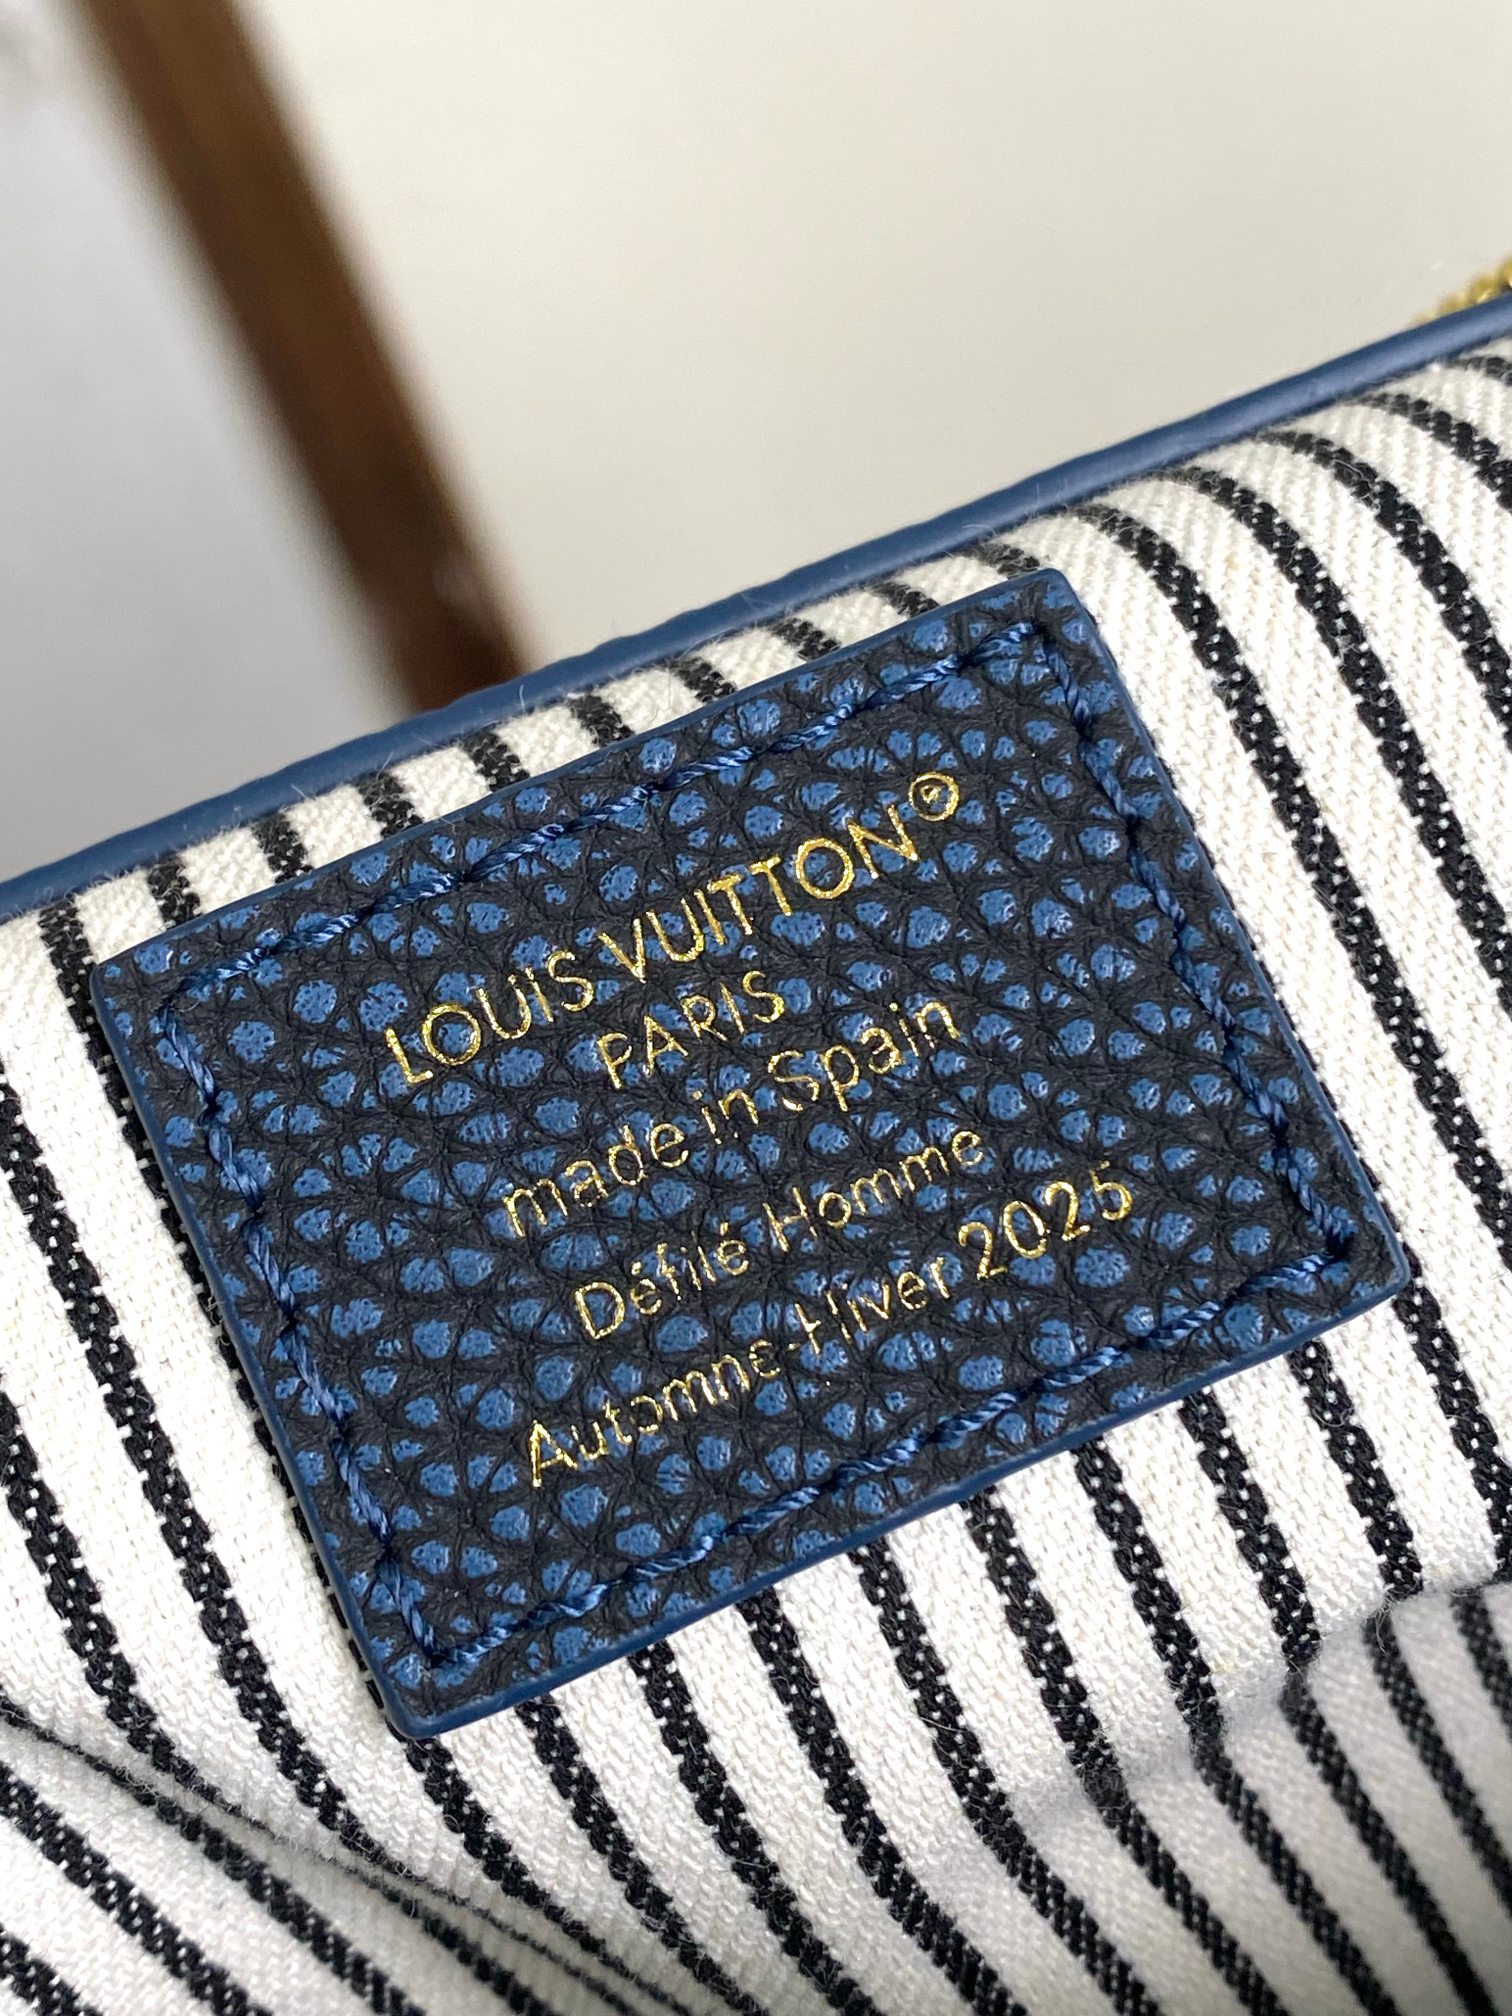 LOUIS VUITTON®
PARIS
made in Spain
Défilé Homme
Automne-Hiver 2025